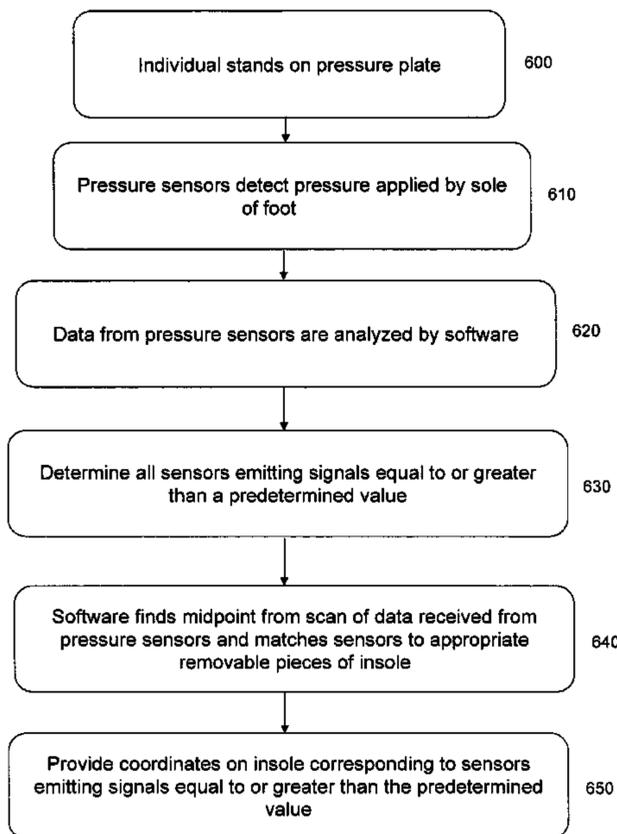 Individual stands on pressure plate
600
Pressure sensors detect pressure applied by sole
of foot
610
Data from pressure sensors are analyzed by software
620
Determine all sensors emitting signals equal to or greater
than a predetermined value
630
Software finds midpoint from scan of data received from
pressure sensors and matches sensors to appropriate
removable pieces of insole
640
Provide coordinates on insole corresponding to sensors
emitting signals equal to or greater than the predetermined
value
650